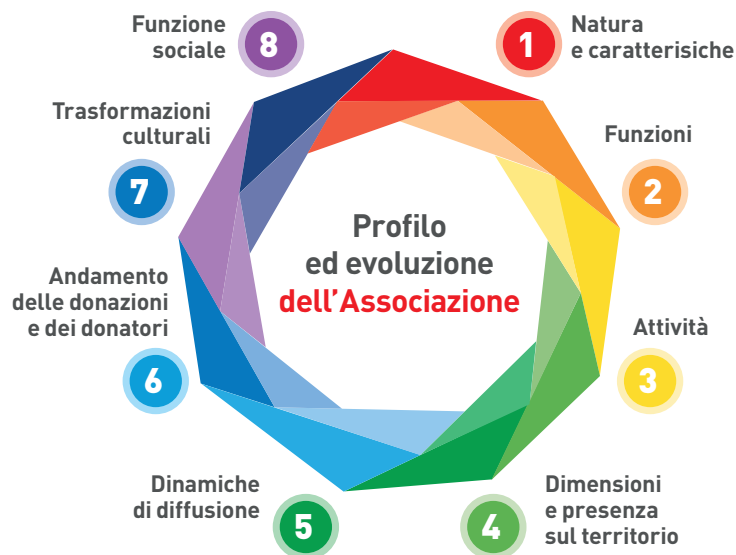 Profilo
ed evoluzione
dell'Associazione
1
Natura
e caratterisiche
2
Funzioni
3
Attività
4
Dimensioni
e presenza
sul territorio
5
Dinamiche
di diffusione
6
Andamento
delle donazioni
e dei donatori
7
Trasformazioni
culturali
8
Funzione
sociale